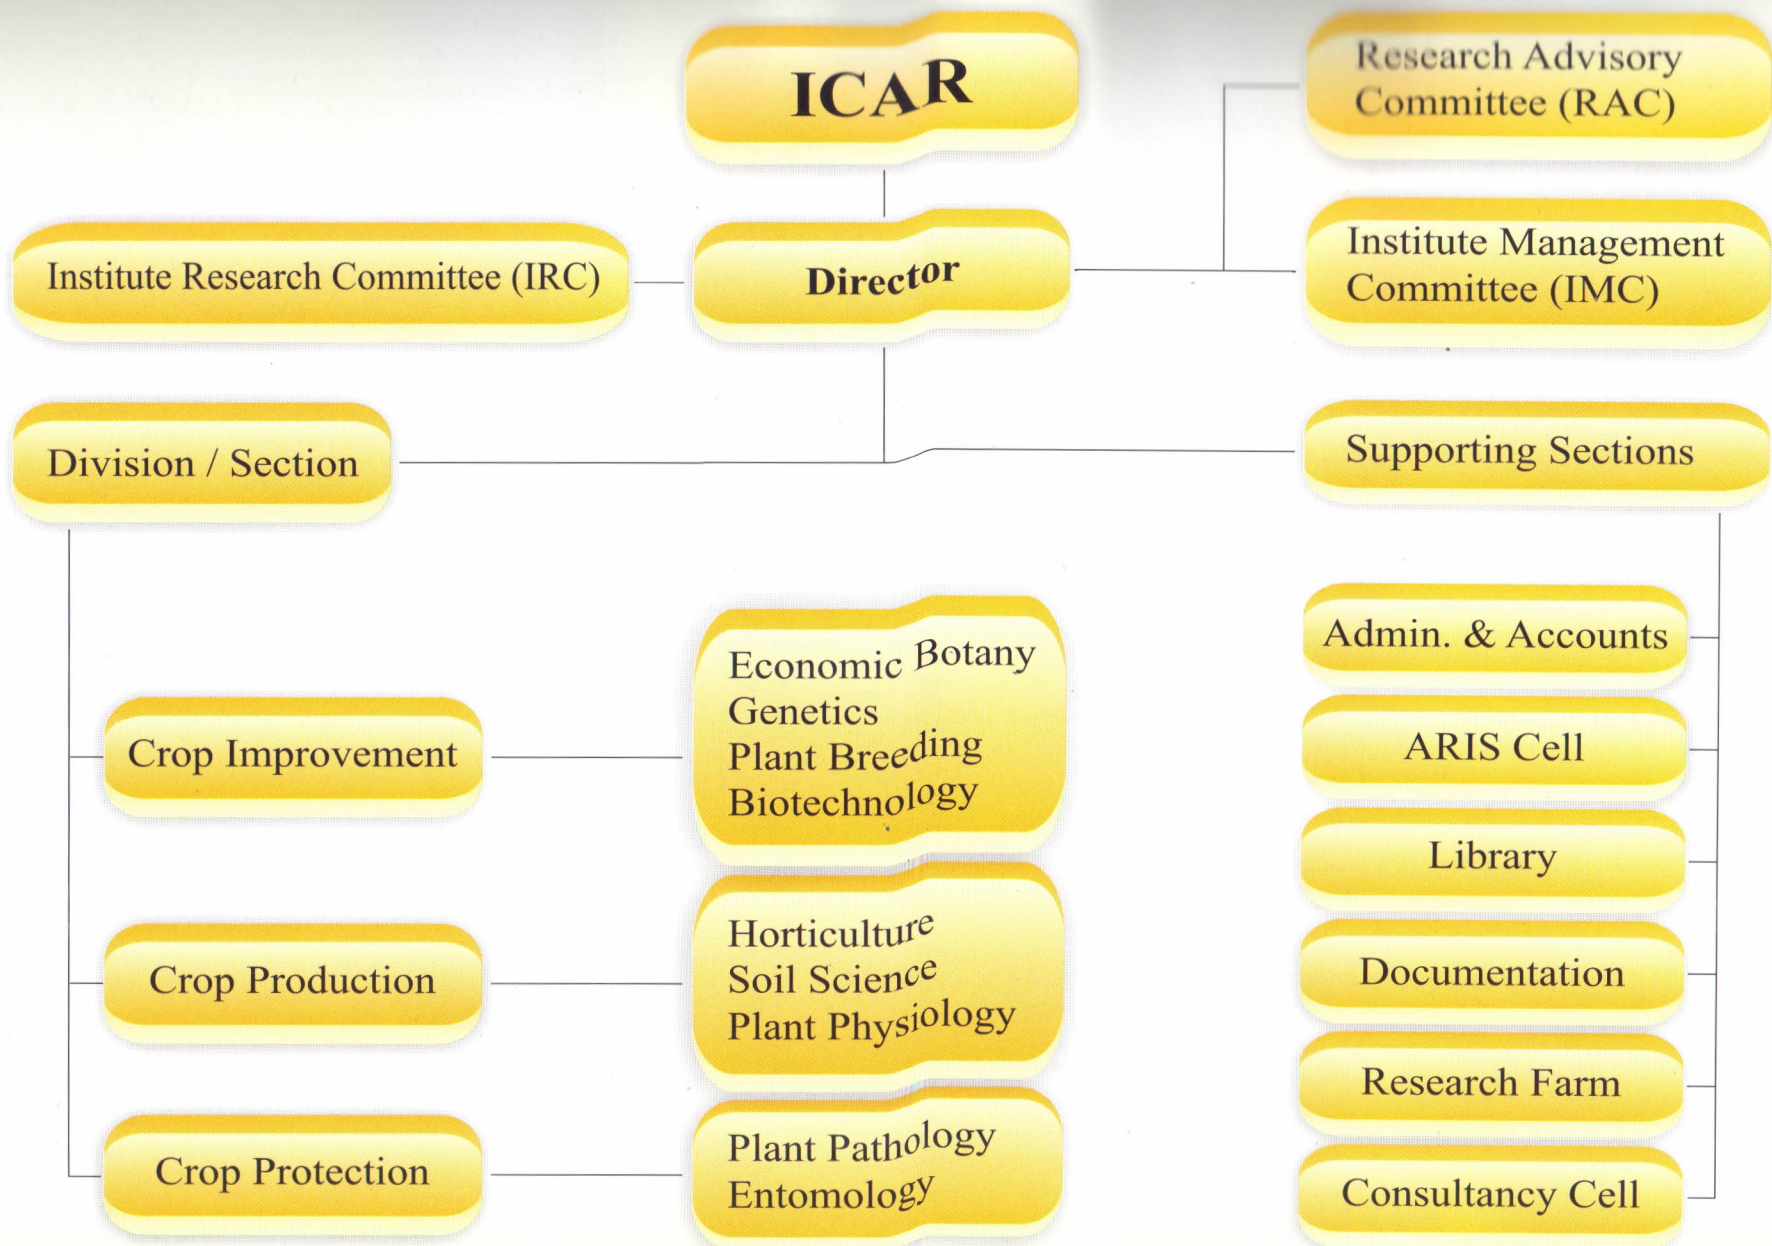 ICAR
Research Advisory
Committee (RAC)
Institute Research Committee (IRC)
Director
Institute Management
Committee (IMC)
Division / Section
Supporting Sections
Crop Improvement
Economic Botany
Genetics
Plant Breeding
Biotechnology
Crop Production
Horticulture
Soil Science
Plant Physiology
Crop Protection
Plant Pathology
Entomology
Admin. & Accounts
ARIS Cell
Library
Documentation
Research Farm
Consultancy Cell